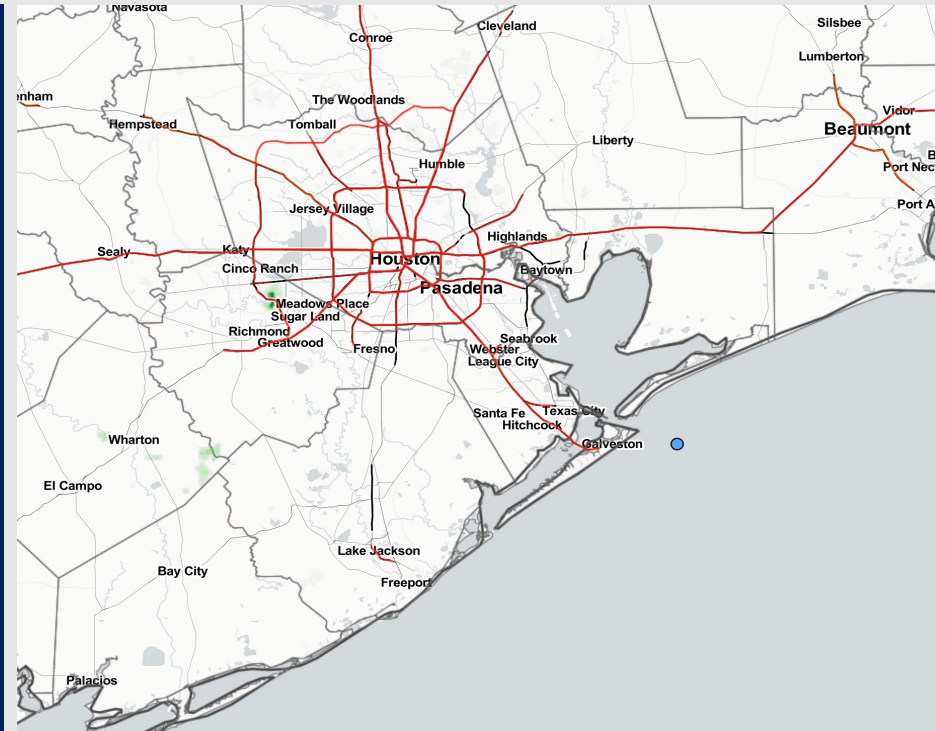 Navasota
Cleveland
Silsbee
Conroe
Lumberton
enham
The Woodlands
Vidor
Hempstead
Tomball
Beaumont
Liberty
B
Humble
Port Nec
Port A
Jersey Village
Highlands
Sealy
Katy
Houston
Cinco Ranch
Baytown
Pasadena
Meadows Place
Sugar Land
Richmond
Greatwood
Seabrook
Fresno
Webster
League City
Santa Fe
Texas City
Hitchcock
Wharton
Galveston
El Campo
Lake Jackson
Bay City
Freeport
Palacios